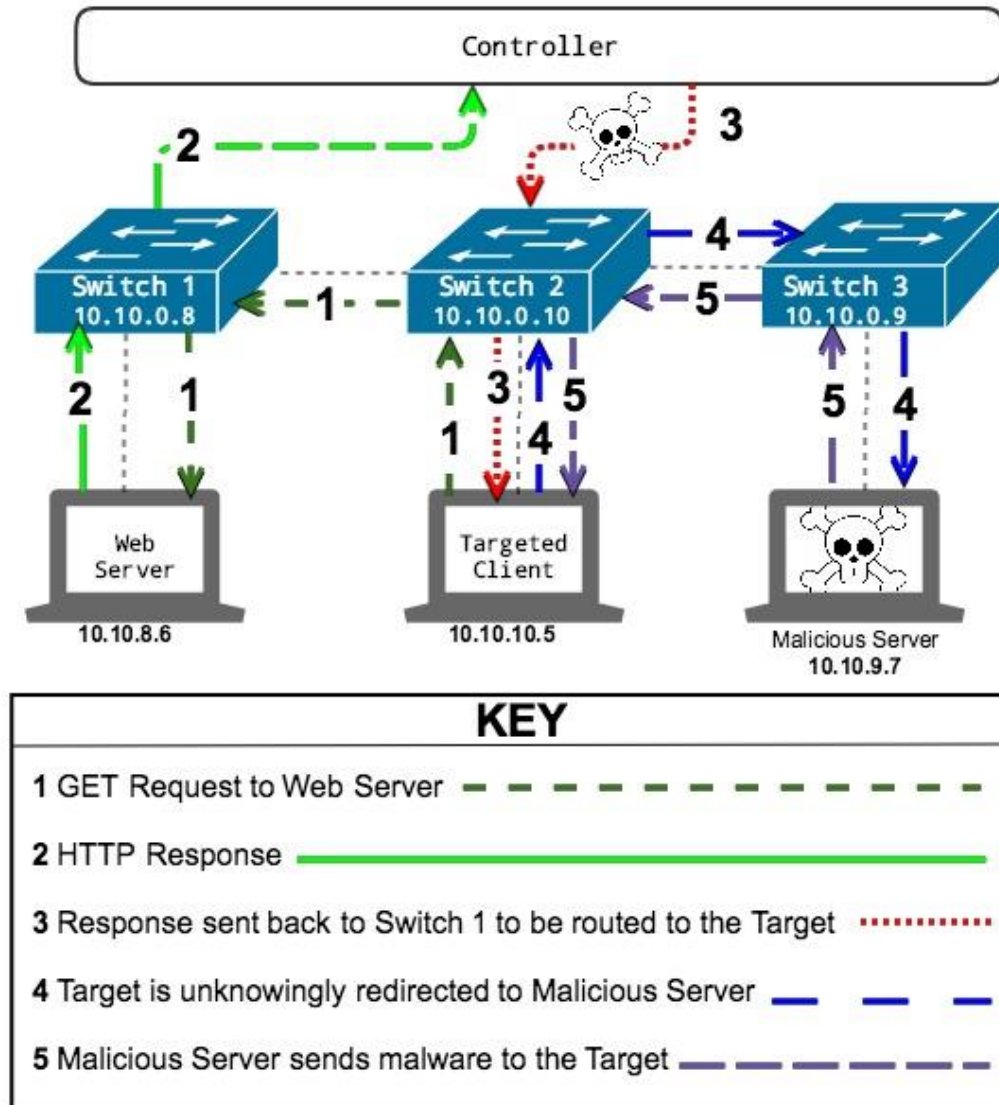 Controller
2
3
4
Switch 1
10.10.0.8
1
Switch 2
10.10.0.10
5
Switch 3
10.10.0.9
2
1
1
3
4
5
5
4
Web
Server
Targeted
Client
10.10.8.6
10.10.10.5
Malicious Server
10.10.9.7
KEY
1 GET Request to Web Server
2 HTTP Response
3 Response sent back to Switch 1 to be routed to the Target
4 Target is unknowingly redirected to Malicious Server
5 Malicious Server sends malware to the Target